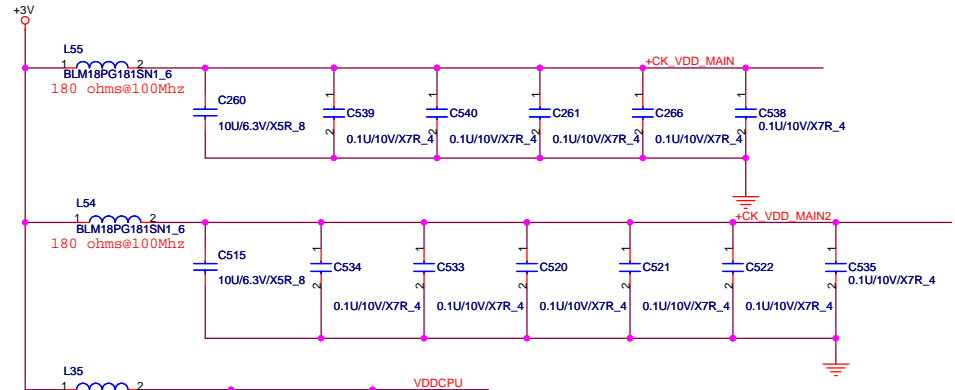 +3V
L55
1 2
BLM18PG181SN1_6
180 ohms@100Mhz
+CK_VDD_MAIN
C260
10U/6.3V/X5R_8
1
C539
2
0.1U/10V/X7R_4
1
C540
2
0.1U/10V/X7R_4
1
C261
2
0.1U/10V/X7R_4
1
C266
2
0.1U/10V/X7R_4
1
C538
2
0.1U/10V/X7R_4
L54
1 2
BLM18PG181SN1_6
180 ohms@100Mhz
+CK_VDD_MAIN2
C515
10U/6.3V/X5R_8
1
C534
2
0.1U/10V/X7R_4
1
C533
2
0.1U/10V/X7R_4
1
C520
2
0.1U/10V/X7R_4
1
C521
2
0.1U/10V/X7R_4
1
C522
2
0.1U/10V/X7R_4
1
C535
2
0.1U/10V/X7R_4
L35
1 2
VDDCPU